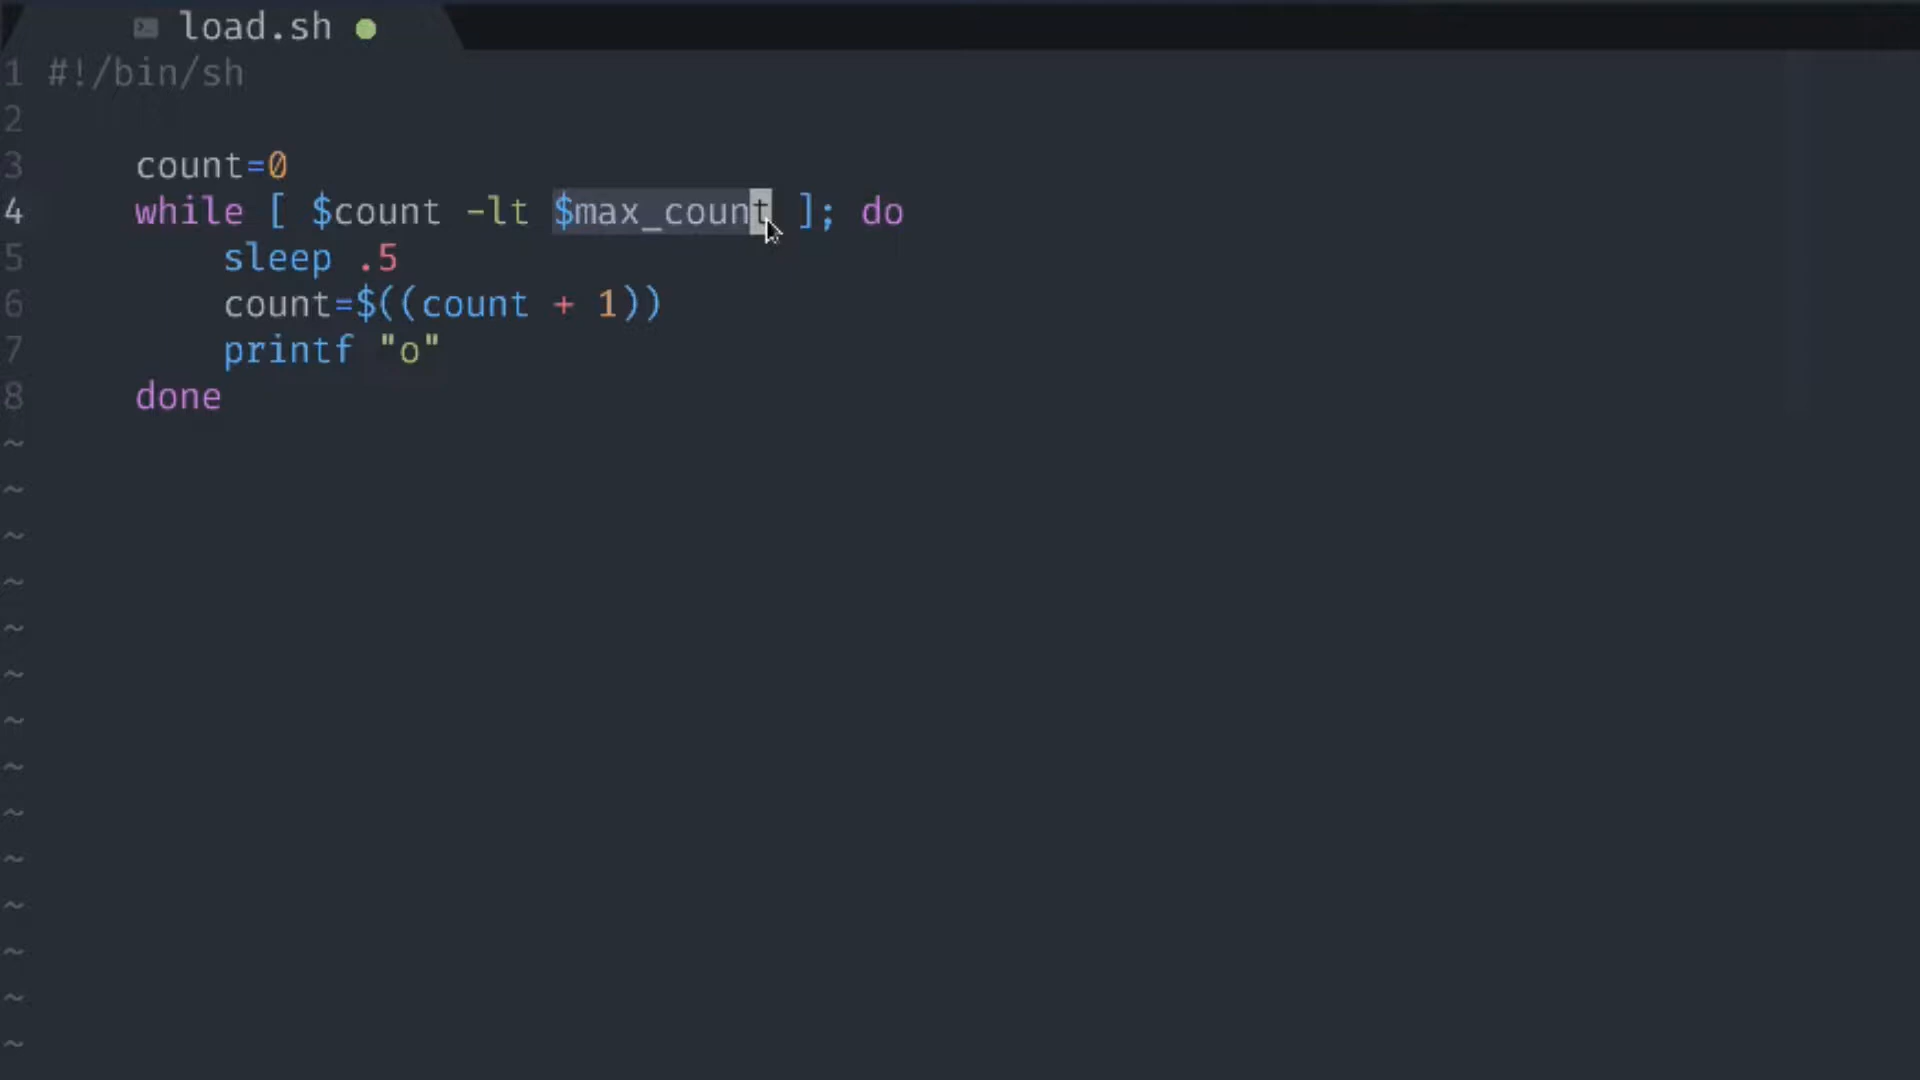 load.sh
1 #!/bin/sh
2
3 count=0
4 while [ $count -lt $max_count ]; do
5 sleep .5
6 count=$((count + 1))
7 printf "o"
8 done
~
~
~
~
~
~
~
~
~
~
~
~
~
~